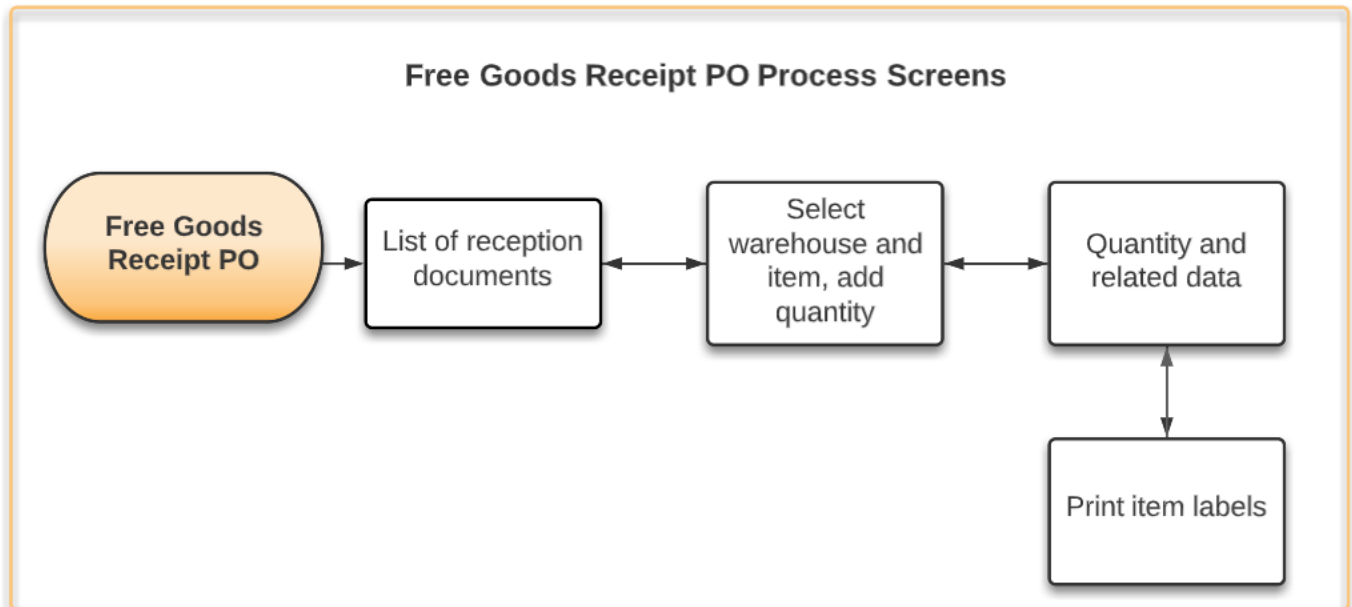 Free Goods Receipt PO Process Screens
Free Goods
Receipt PO
List of reception
documents
Select
warehouse and
item, add
quantity
Quantity and
related data
Print item labels